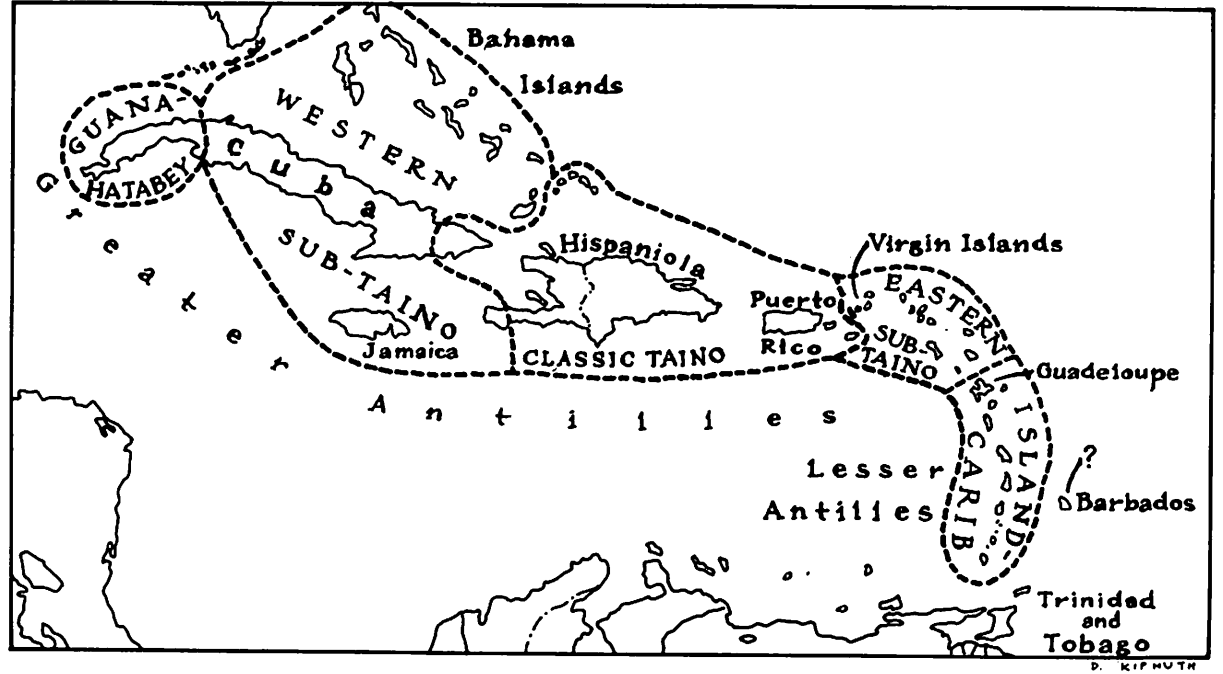 Bahama
Islands
GUANA-
HATABEY
WESTERN
SUB-TAINO
Cuba
Greater
Antilles
Jamaica
Hispaniola
CLASSIC TAINO
Puerto
Rico
Virgin Islands
EASTERN
SUB-
TAINO
Guadeloupe
ISLAND-
CARIB
Lesser
Antilles
?
Barbados
Trinidad
and
Tobago
D. KIPHUTH